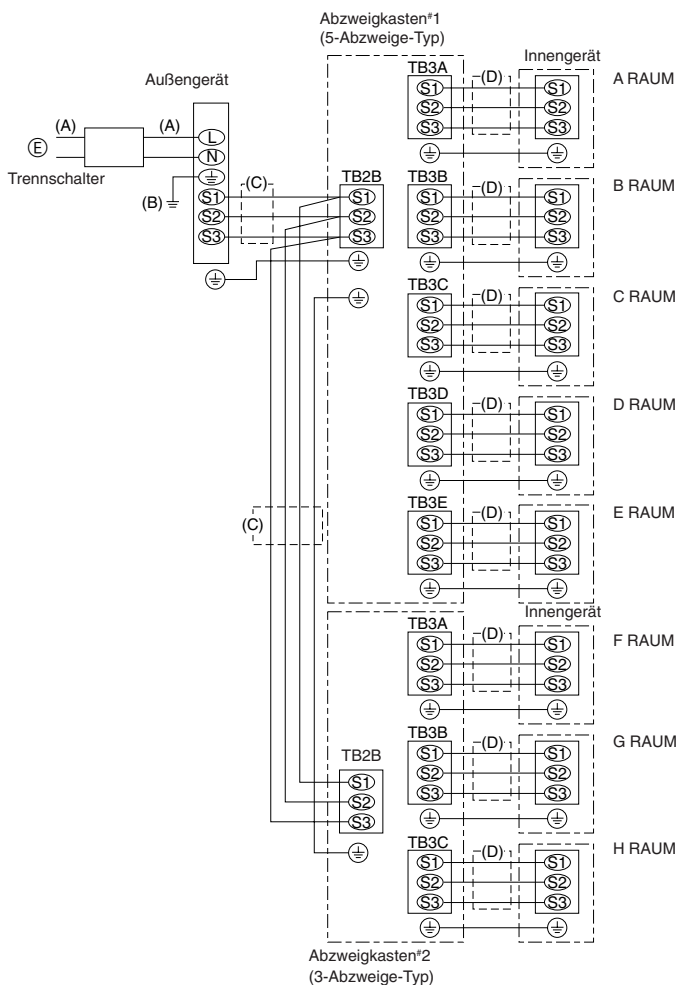 Abzweigkasten#1
(5-Abzweige-Typ)
Innengerät
Außengerät
TB3A
(D)
A RAUM
S1
S1
S2
S2
S3
S3
(A)
(A)
L
E
N
Trennschalter
(B)
(C)
S1
S2
S3
TB2B
S1
S2
S3
TB3B
(D)
B RAUM
S1
S1
S2
S2
S3
S3
TB3C
(D)
C RAUM
S1
S1
S2
S2
S3
S3
TB3D
(D)
D RAUM
S1
S1
S2
S2
S3
S3
TB3E
(D)
E RAUM
S1
S1
S2
S2
S3
S3
(C)
Innengerät
TB3A
(D)
F RAUM
S1
S1
S2
S2
S3
S3
TB3B
(D)
G RAUM
S1
S1
S2
S2
S3
S3
TB2B
S1
S2
S3
TB3C
(D)
H RAUM
S1
S1
S2
S2
S3
S3
Abzweigkasten#2
(3-Abzweige-Typ)